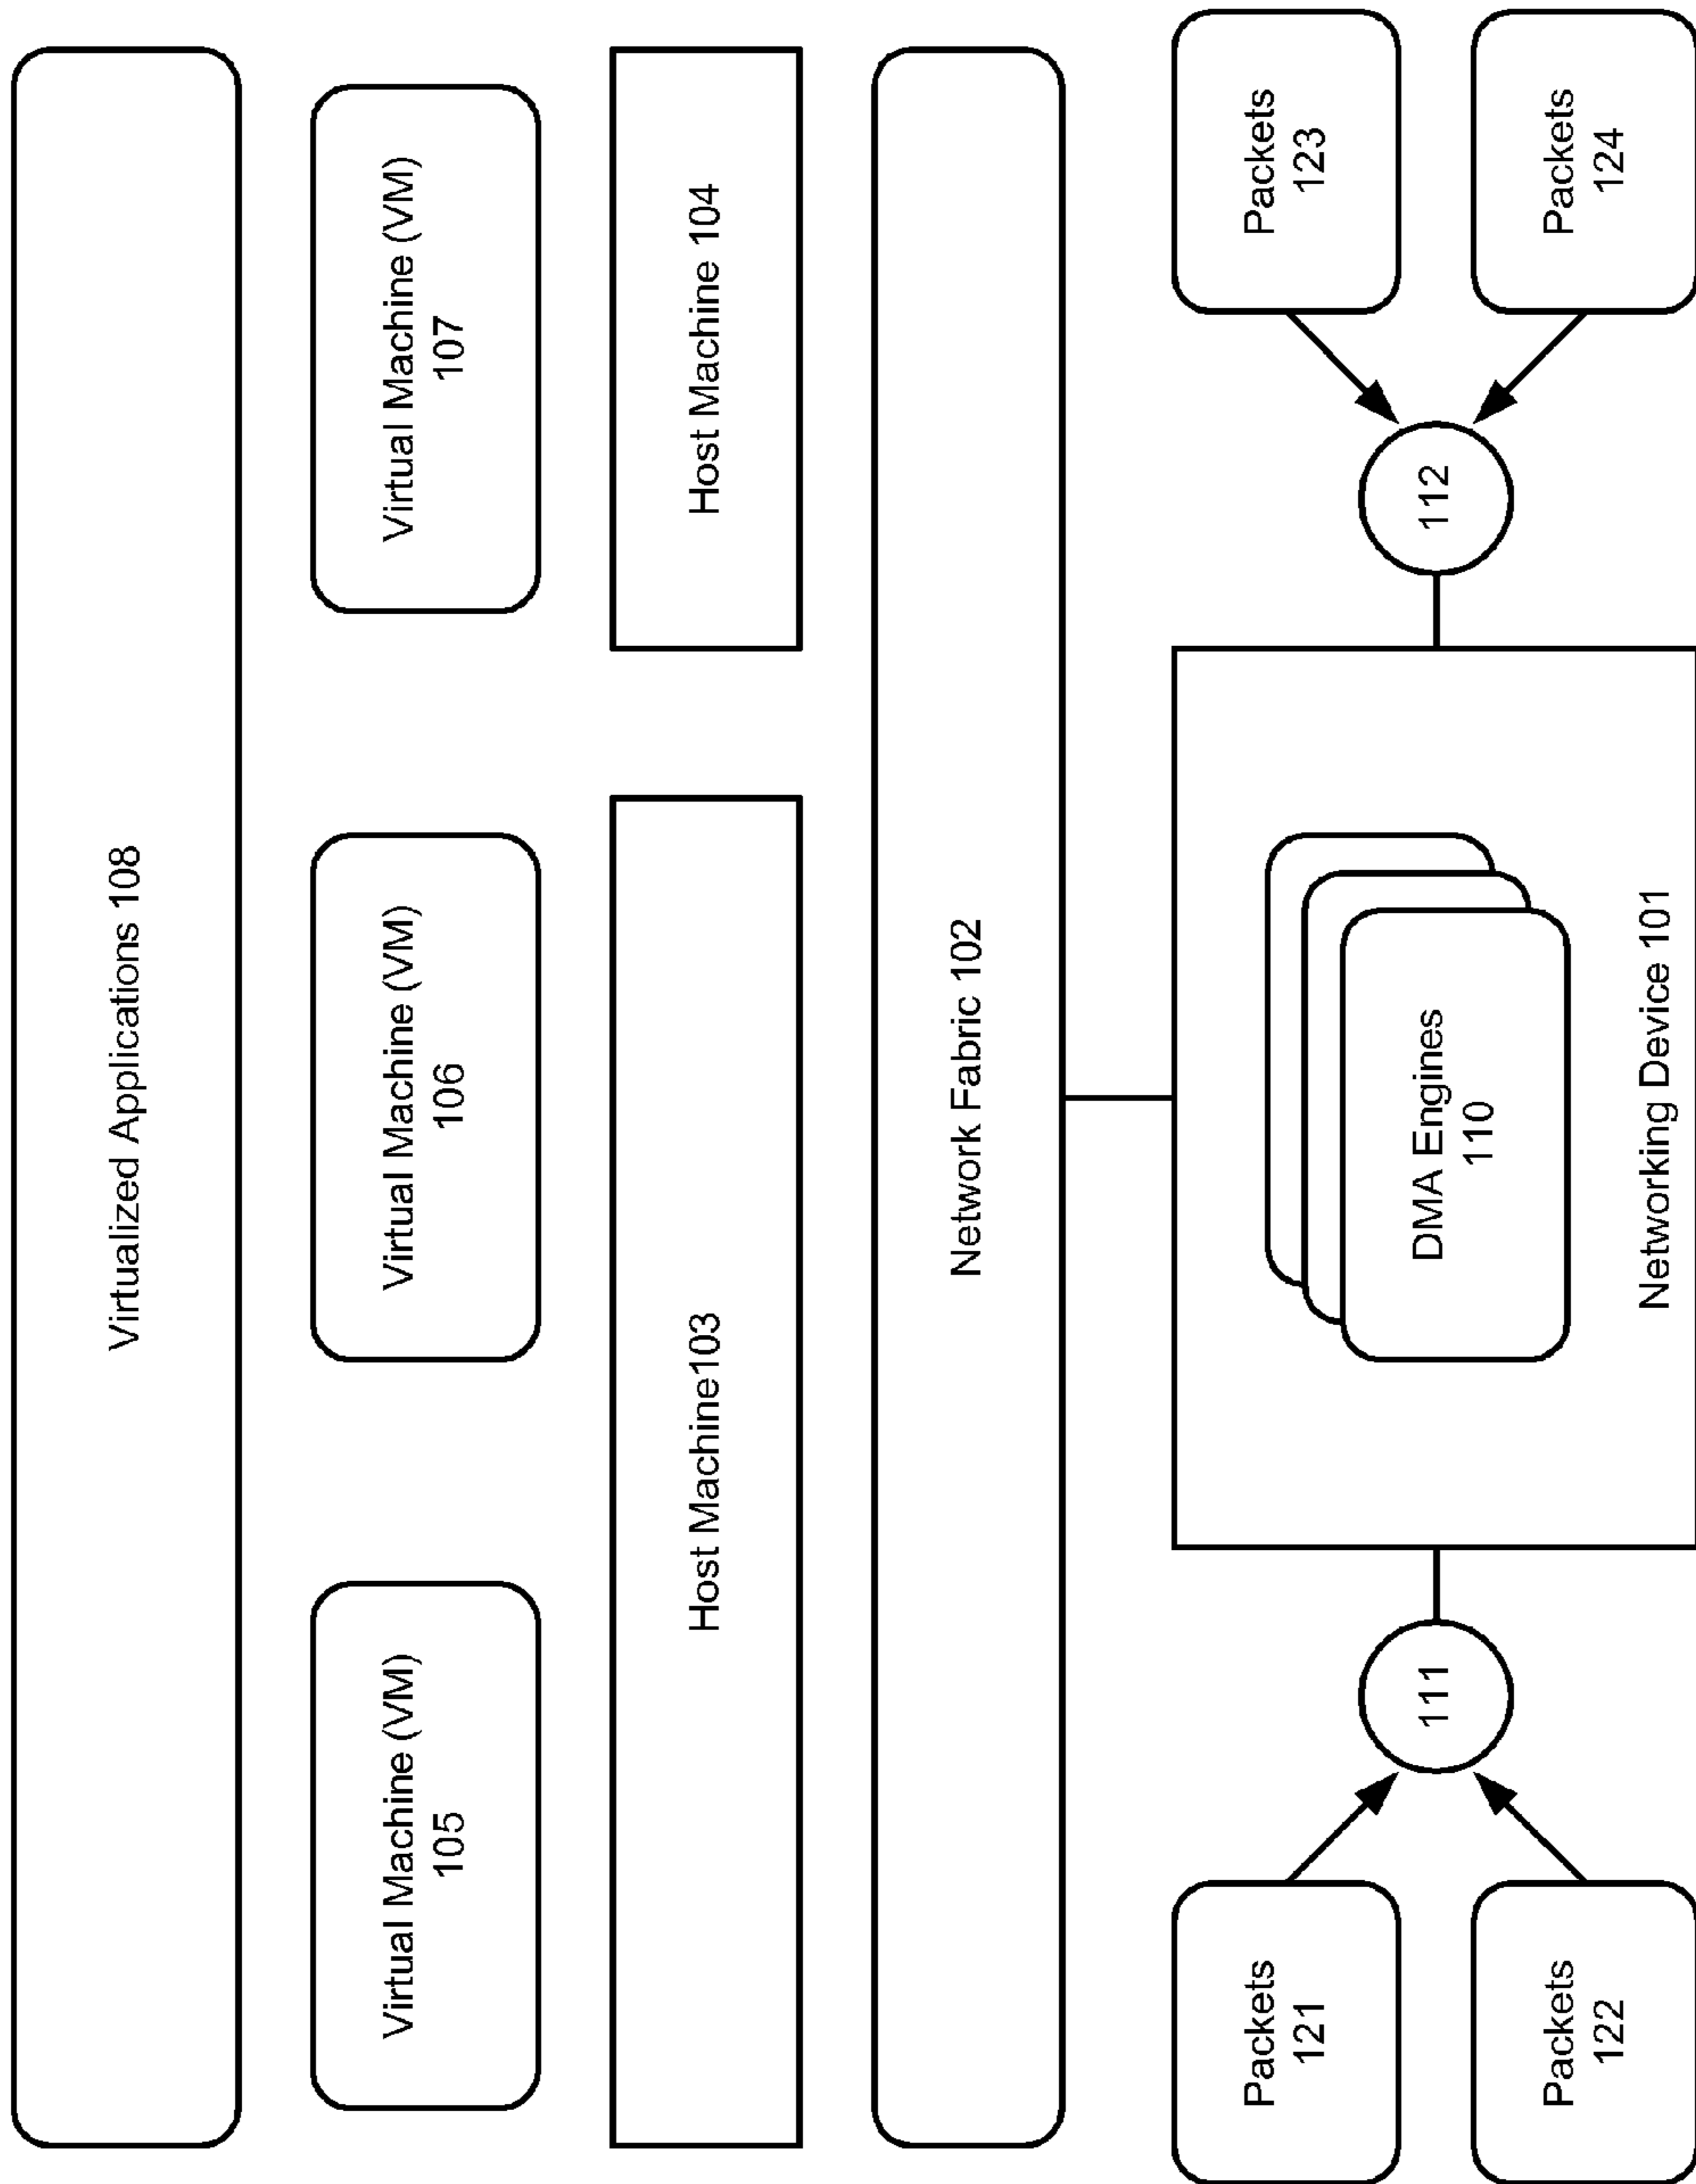 Virtualized Applications 108
Virtual Machine (VM)
105
Virtual Machine (VM)
106
Virtual Machine (VM)
107
Host Machine103
Host Machine 104
Network Fabric 102
Packets
121
Packets
122
111
DMA Engines
110
Networking Device 101
112
Packets
123
Packets
124